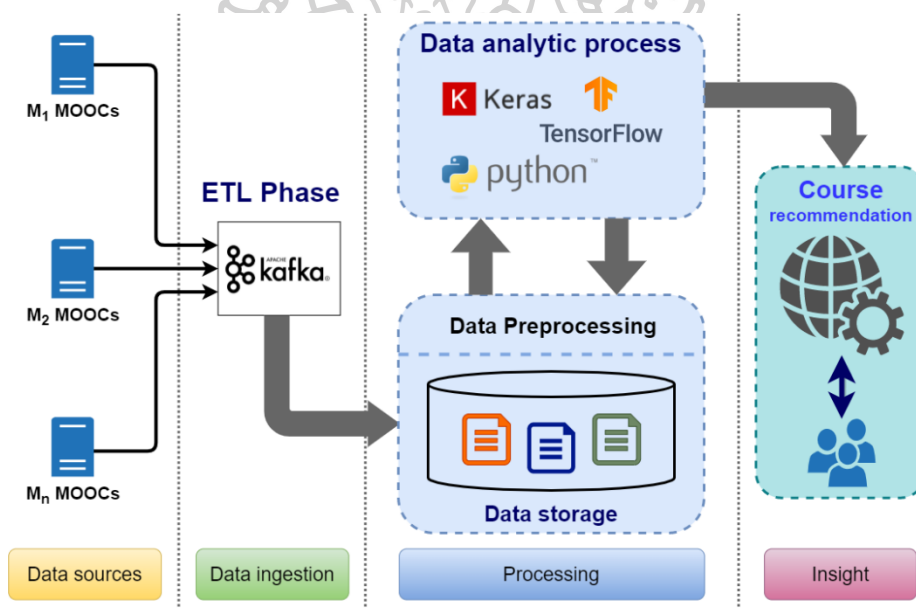 M1 MOOCs
M2 MOOCs
Mn MOOCs
Data sources
ETL Phase
APACHE
kafka®
Data ingestion
Data analytic process
K Keras
TensorFlow
python™
Data Preprocessing
Data storage
Processing
Course
recommendation
Insight